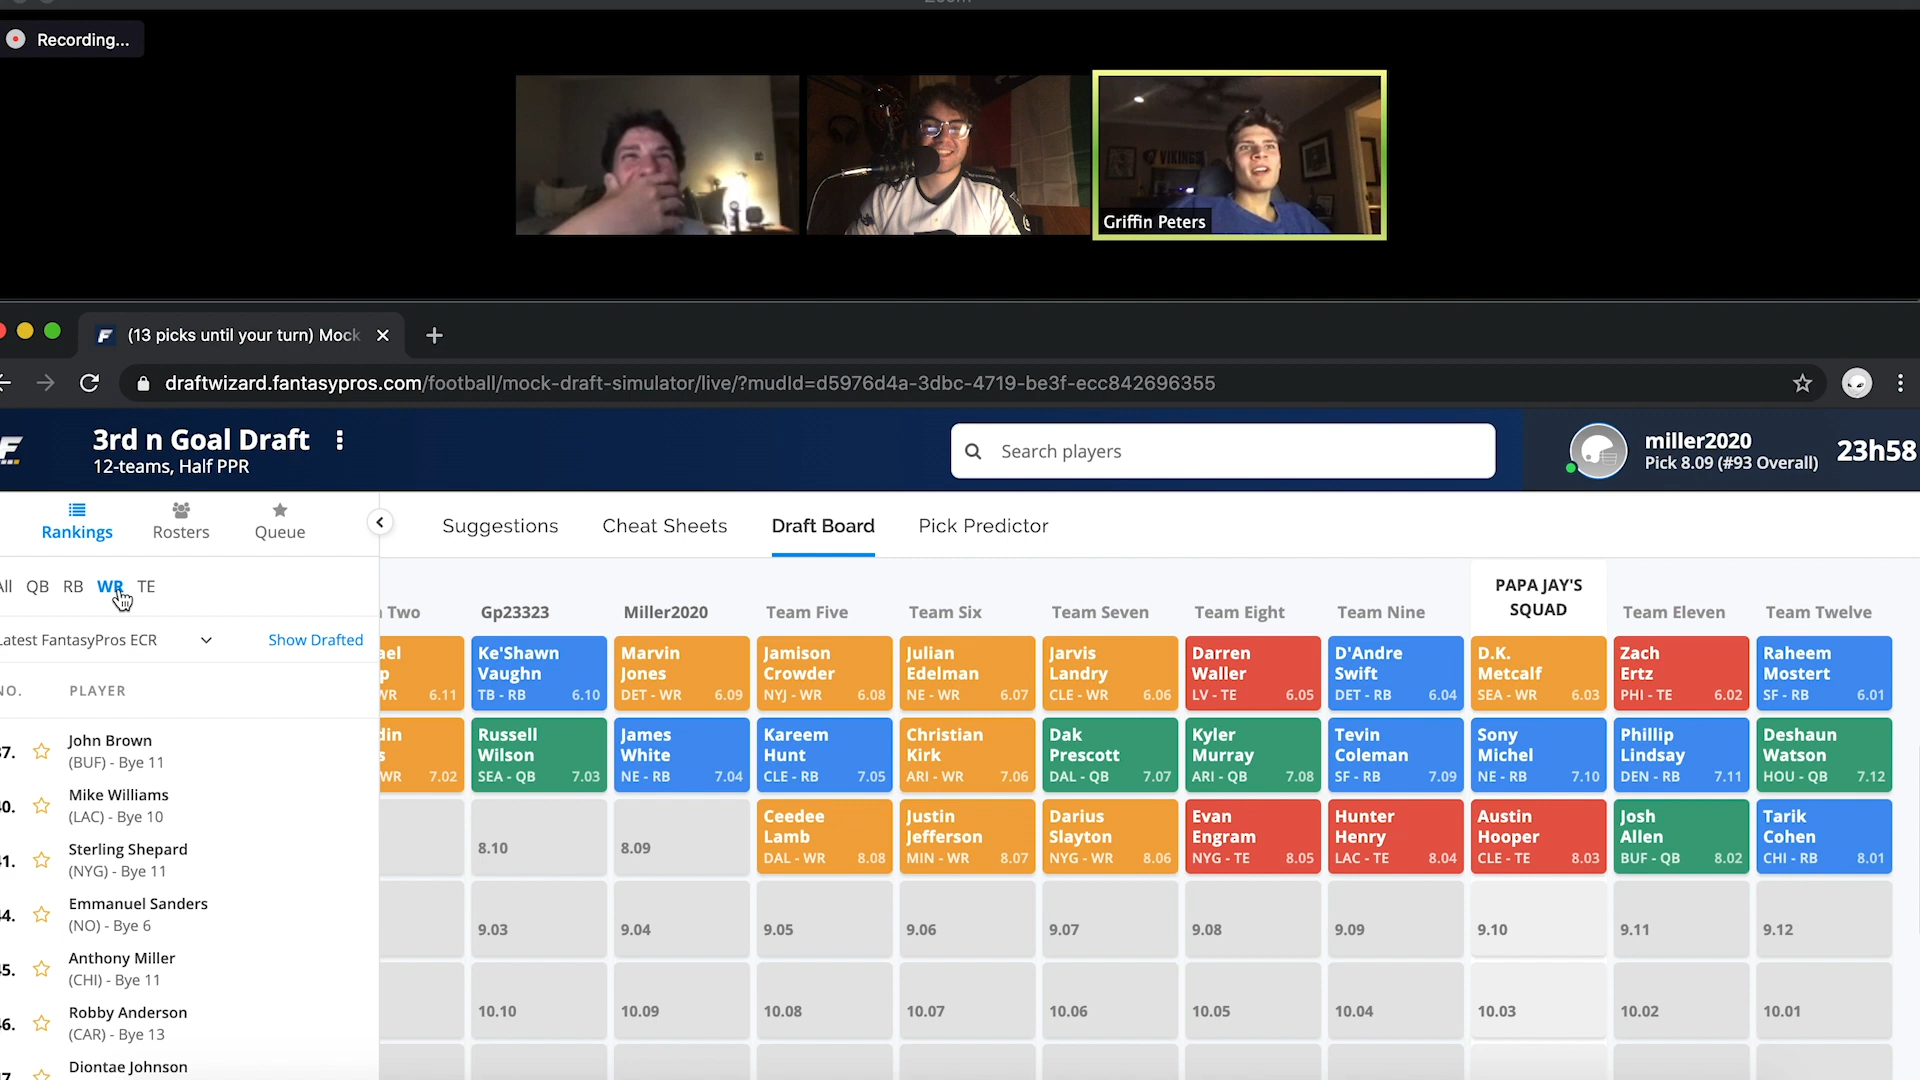 Recording...
VIKINGS
Griffin Peters
(13 picks until your turn) Mock
draftwizard.fantasypros.com/football/mock-draft-simulator/live/?mudId=d5976d4a-3dbc-4719-be3f-ecc842696355
3rd n Goal Draft
12-teams, Half PPR
Search players
miller2020
Pick 8.09 (#93 Overall)
23h58
Rankings
Rosters
Queue
Suggestions
Cheat Sheets
Draft Board
Pick Predictor
QB RB WR TE
Latest FantasyPros ECR
Show Drafted
NO. PLAYER
John Brown
(BUF) - Bye 11
Mike Williams
(LAC) - Bye 10
Sterling Shepard
(NYG) - Bye 11
Emmanuel Sanders
(NO) - Bye 6
Anthony Miller
(CHI) - Bye 11
Robby Anderson
(CAR) - Bye 13
Diontae Johnson
Two
Gp23323
Miller2020
Team Five
Team Six
Team Seven
Team Eight
Team Nine
PAPA JAY'S
SQUAD
Team Eleven
Team Twelve
WR 6.11
Ke'Shawn
Vaughn
TB - RB 6.10
Marvin
Jones
DET - WR 6.09
Jamison
Crowder
NYJ - WR 6.08
Julian
Edelman
NE - WR 6.07
Jarvis
Landry
CLE - WR 6.06
Darren
Waller
LV - TE 6.05
D'Andre
Swift
DET - RB 6.04
D.K.
Metcalf
SEA - WR 6.03
Zach
Ertz
PHI - TE 6.02
Raheem
Mostert
SF - RB 6.01
WR 7.02
Russell
Wilson
SEA - QB 7.03
James
White
NE - RB 7.04
Kareem
Hunt
CLE - RB 7.05
Christian
Kirk
ARI - WR 7.06
Dak
Prescott
DAL - QB 7.07
Kyler
Murray
ARI - QB 7.08
Tevin
Coleman
SF - RB 7.09
Sony
Michel
NE - RB 7.10
Phillip
Lindsay
DEN - RB 7.11
Deshaun
Watson
HOU - QB 7.12
8.10
8.09
Ceedee
Lamb
DAL - WR 8.08
Justin
Jefferson
MIN - WR 8.07
Darius
Slayton
NYG - WR 8.06
Evan
Engram
NYG - TE 8.05
Hunter
Henry
LAC - TE 8.04
Austin
Hooper
CLE - TE 8.03
Josh
Allen
BUF - QB 8.02
Tarik
Cohen
CHI - RB 8.01
9.03 9.04 9.05 9.06 9.07 9.08 9.09 9.10 9.11 9.12
10.10 10.09 10.08 10.07 10.06 10.05 10.04 10.03 10.02 10.01